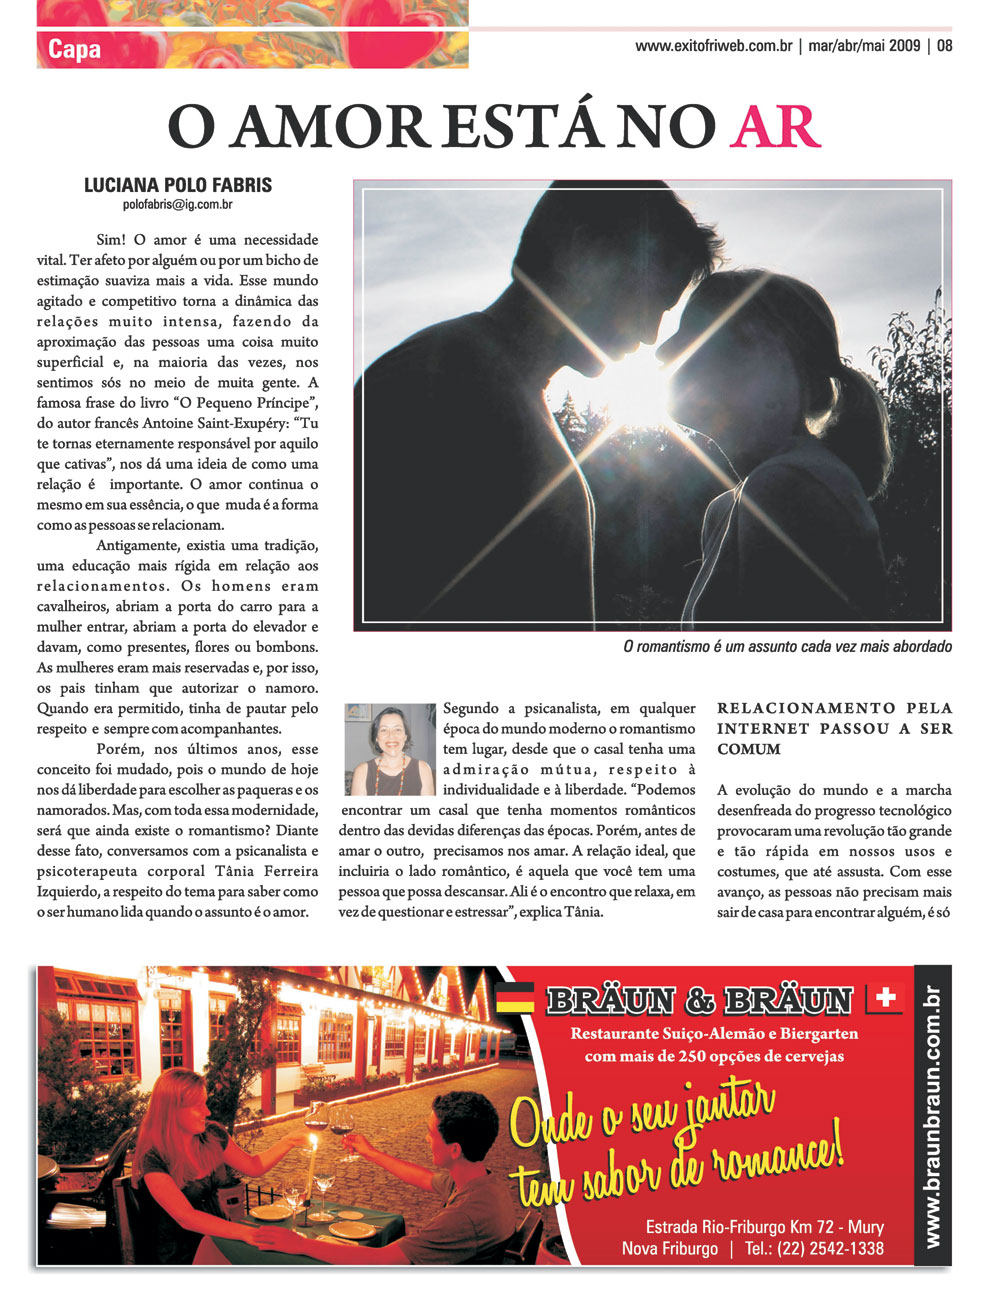 Capa
www.exitofriweb.com.br | mar/abr/mai 2009 | 08
O AMOR ESTÁ NO AR
LUCIANA POLO FABRIS
polofabris@ig.com.br
Sim! O amor é uma necessidade
vital. Ter afeto por alguém ou por um bicho de
estimação suaviza mais a vida. Esse mundo
agitado e competitivo torna a dinâmica das
relações muito intensa, fazendo da
aproximação das pessoas uma coisa muito
superficial e, na maioria das vezes, nos
sentimos sós no meio de muita gente. A
famosa frase do livro “O Pequeno Príncipe”,
do autor francês Antoine Saint-Exupéry: “Tu
te tornas eternamente responsável por aquilo
que cativas”, nos dá uma ideia de como uma
relação é importante. O amor continua o
mesmo em sua essência, o que muda é a forma
como as pessoas se relacionam.
Antigamente, existia uma tradição,
uma educação mais rígida em relação aos
relacionamentos. Os homens eram
cavalheiros, abriam a porta do carro para a
mulher entrar, abriam a porta do elevador e
davam, como presentes, flores ou bombons.
As mulheres eram mais reservadas e, por isso,
os pais tinham que autorizar o namoro.
Quando era permitido, tinha de pautar pelo
respeito e sempre com acompanhantes.
Porém, nos últimos anos, esse
conceito foi mudado, pois o mundo de hoje
nos dá liberdade para escolher as paqueras e os
namorados. Mas, com toda essa modernidade,
será que ainda existe o romantismo? Diante
desse fato, conversamos com a psicanalista e
psicoterapeuta corporal Tânia Ferreira
Izquierdo, a respeito do tema para saber como
o ser humano lida quando o assunto é o amor.
O romantismo é um assunto cada vez mais abordado
Segundo a psicanalista, em qualquer
época do mundo moderno o romantismo
tem lugar, desde que o casal tenha uma
admiração mútua, respeito à
individualidade e à liberdade. “Podemos
encontrar um casal que tenha momentos românticos
dentro das devidas diferenças das épocas. Porém, antes de
amar o outro, precisamos nos amar. A relação ideal, que
incluiria o lado romântico, é aquela que você tem uma
pessoa que possa descansar. Ali é o encontro que relaxa, em
vez de questionar e estressar”, explica Tânia.
RELACIONAMENTO PELA
INTERNET PASSOU A SER
COMUM
A evolução do mundo e a marcha
desenfreada do progresso tecnológico
provocaram uma revolução tão grande
e tão rápida em nossos usos e
costumes, que até assusta. Com esse
avanço, as pessoas não precisam mais
sair de casa para encontrar alguém, é só
BRÄUN & BRÄUN
Restaurante Suiço-Alemão e Biergarten
com mais de 250 opções de cervejas
Onde o seu jantar
tem sabor de romance!
Estrada Rio-Friburgo Km 72 - Mury
Nova Friburgo | Tel.: (22) 2542-1338
www.braunbraun.com.br